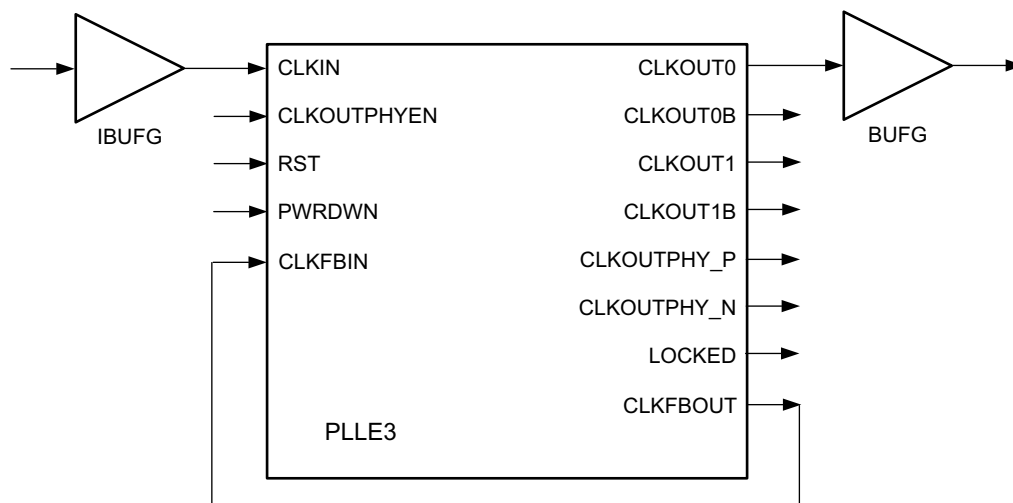 CLKIN
CLKOUT0
CLKOUTPHYEN
CLKOUT0B
IBUFG
BUFG
RST
CLKOUT1
PWRDWN
CLKOUT1B
CLKFBIN
CLKOUTPHY_P
CLKOUTPHY_N
LOCKED
CLKFBOUT
PLLE3